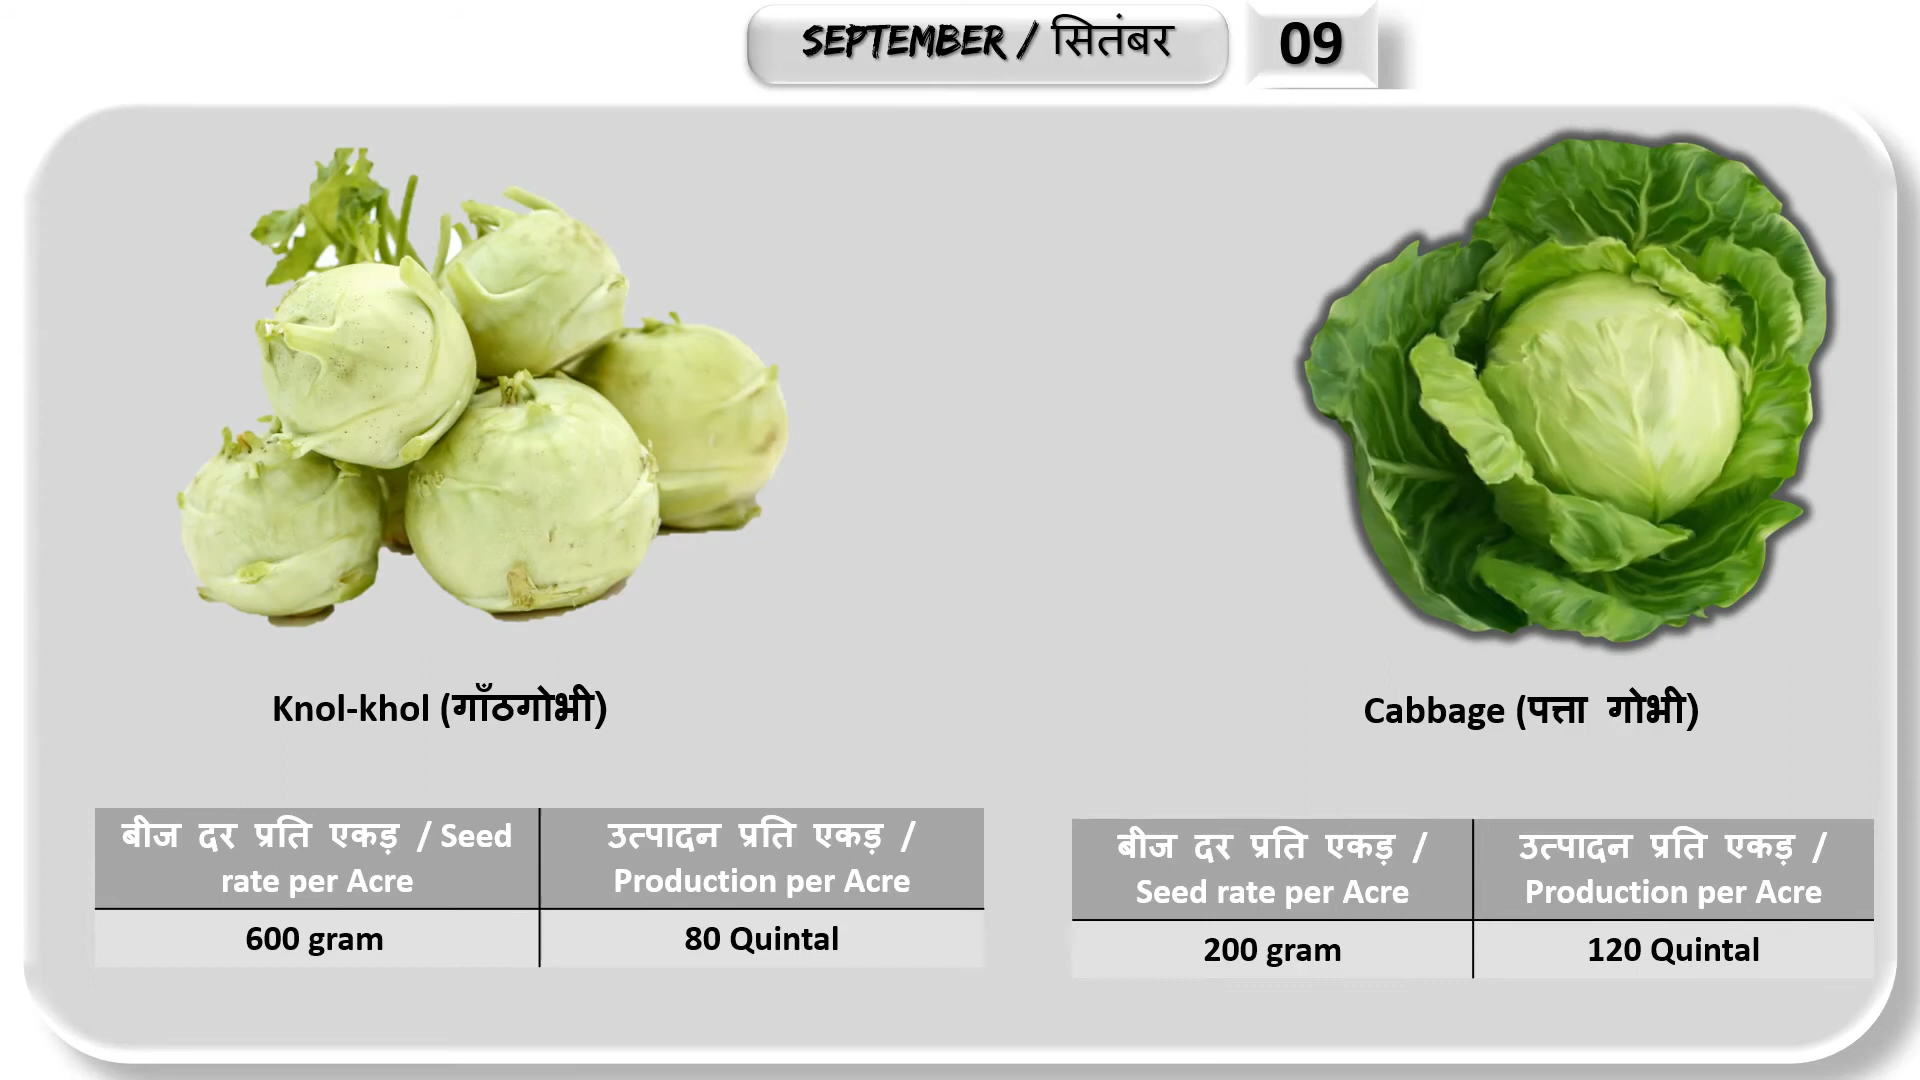 SEPTEMBER / सितंबर
09
Knol-khol (गाँठगोभी)
बीज दर प्रति एकड़ / Seed
rate per Acre
उत्पादन प्रति एकड़ /
Production per Acre
600 gram
80 Quintal
Cabbage (पत्ता गोभी)
बीज दर प्रति एकड़ /
Seed rate per Acre
उत्पादन प्रति एकड़ /
Production per Acre
200 gram
120 Quintal